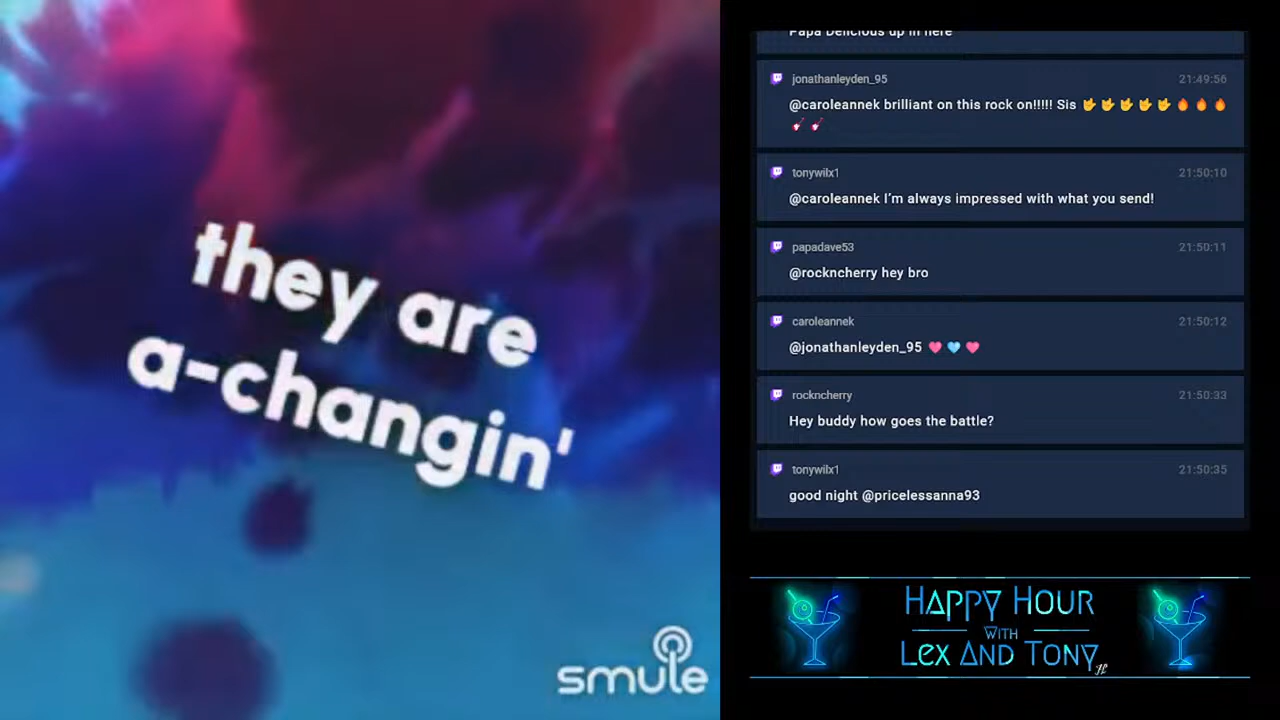 they are
a-changin'
smule
Papa Delicious up in here
jonathanleyden_95 21:49:56
@caroleannek brilliant on this rock on!!!!! Sis 🤟🤟🤟🤟🤟🔥🔥🔥
🎸🎸
tonywilx1 21:50:10
@caroleannek I'm always impressed with what you send!
papadave53 21:50:11
@rockncherry hey bro
caroleannek 21:50:12
@jonathanleyden_95 💗🩵💗
rockncherry 21:50:33
Hey buddy how goes the battle?
tonywilx1 21:50:35
good night @pricelessanna93
HAPPY HOUR
WITH
LEX AND TONY